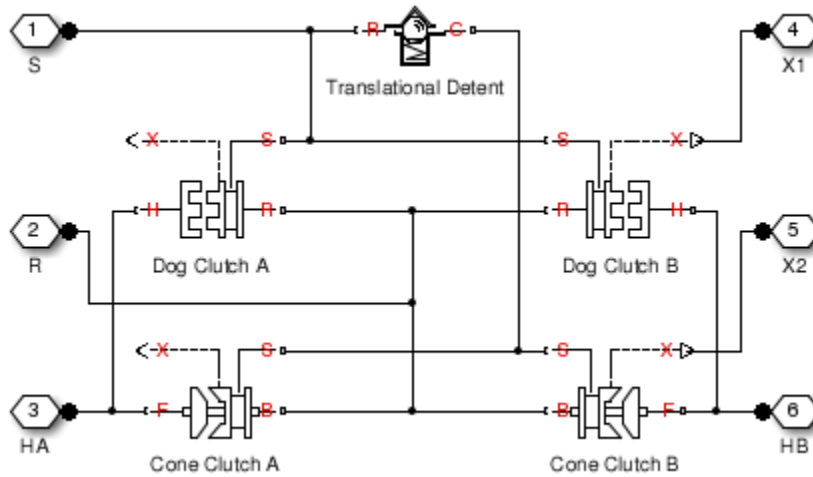 1
R
C
4
S
Translational Detent
X1
X
S
S
X
H
R
R
H
2
5
R
Dog Clutch A
Dog Clutch B
X2
X
S
S
X
3
F
B
B
F
6
HA
HB
Cone Clutch A
Cone Clutch B